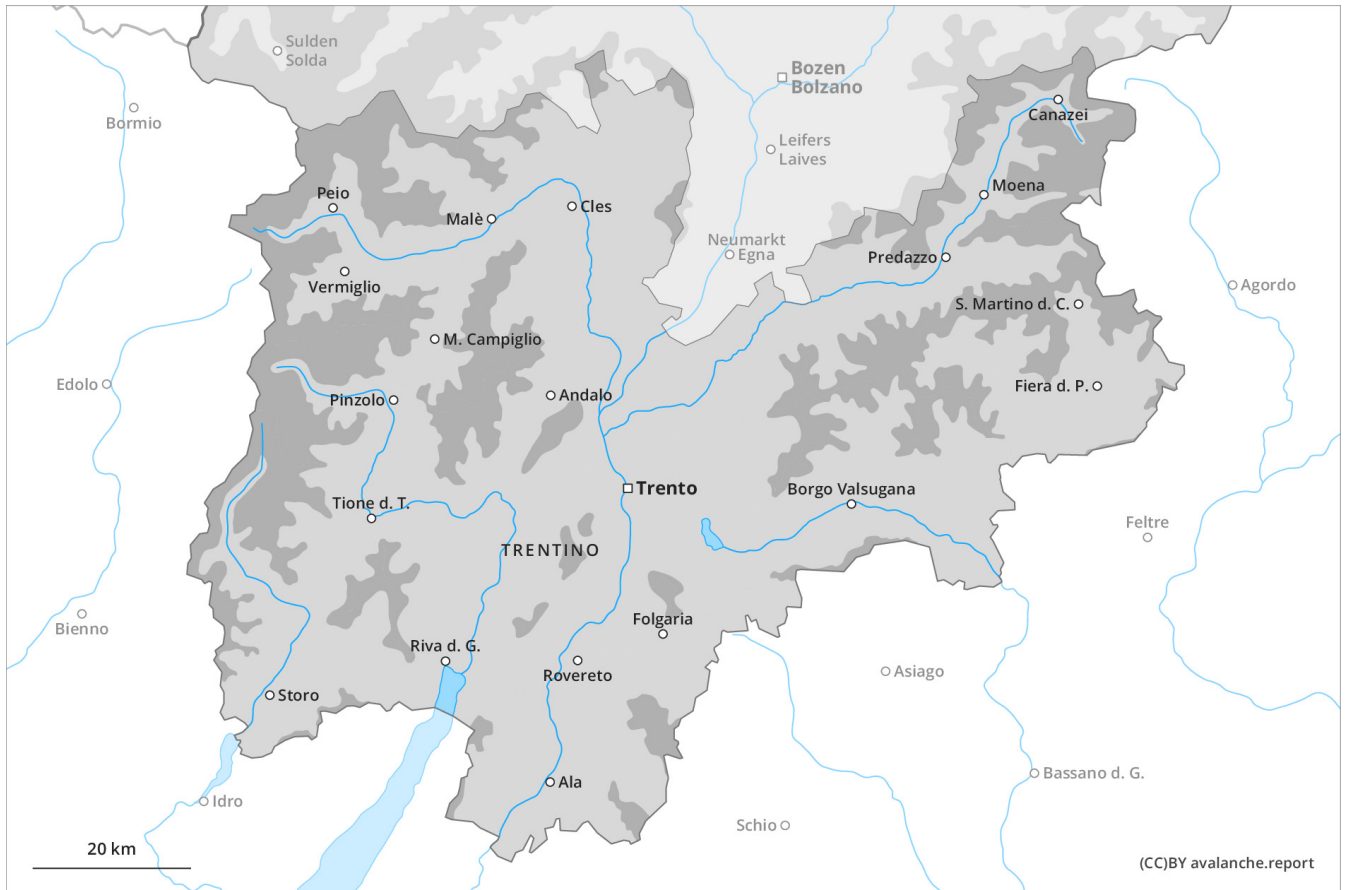 Sulden
Solda
Bozen
Bolzano
Bormio
Canazei
Leifers
Laives
Peio
Moena
Malè
Cles
Neumarkt
Egna
Predazzo
Vermiglio
Agordo
S. Martino d. C.
M. Campiglio
Edolo
Fiera d. P.
Pinzolo
Andalo
Trento
Borgo Valsugana
Tione d. T.
Feltre
TRENTINO
Bienno
Folgaria
Riva d. G.
Rovereto
Asiago
Storo
Bassano d. G.
Ala
Idro
Schio
20 km
(CC)BY avalanche.report